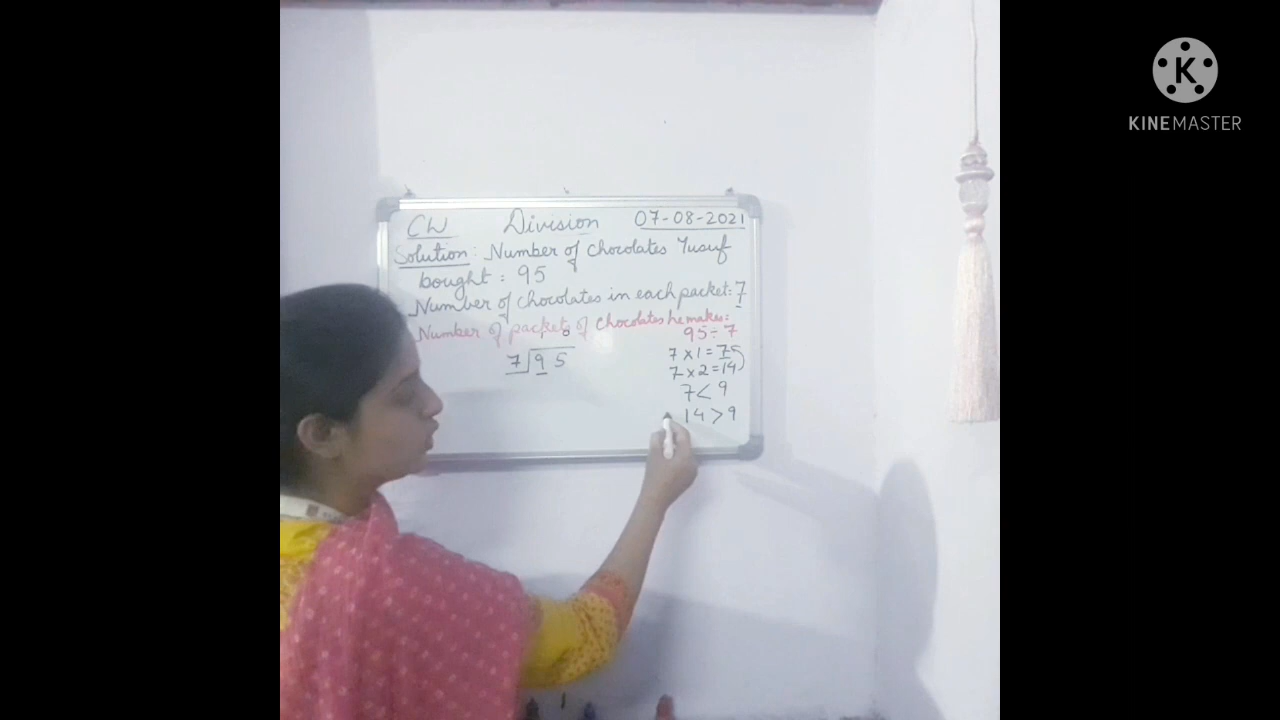 CW Division 07-08-2021
Solution: Number of chocolates Yusuf
bought: 95
Number of chocolates in each packet: 7
Number of packets of chocolates he makes:
95÷7
7 95
7 x 1 = 7
7 x 2 = 14
7 < 9
14 > 9
K
KINEMASTER